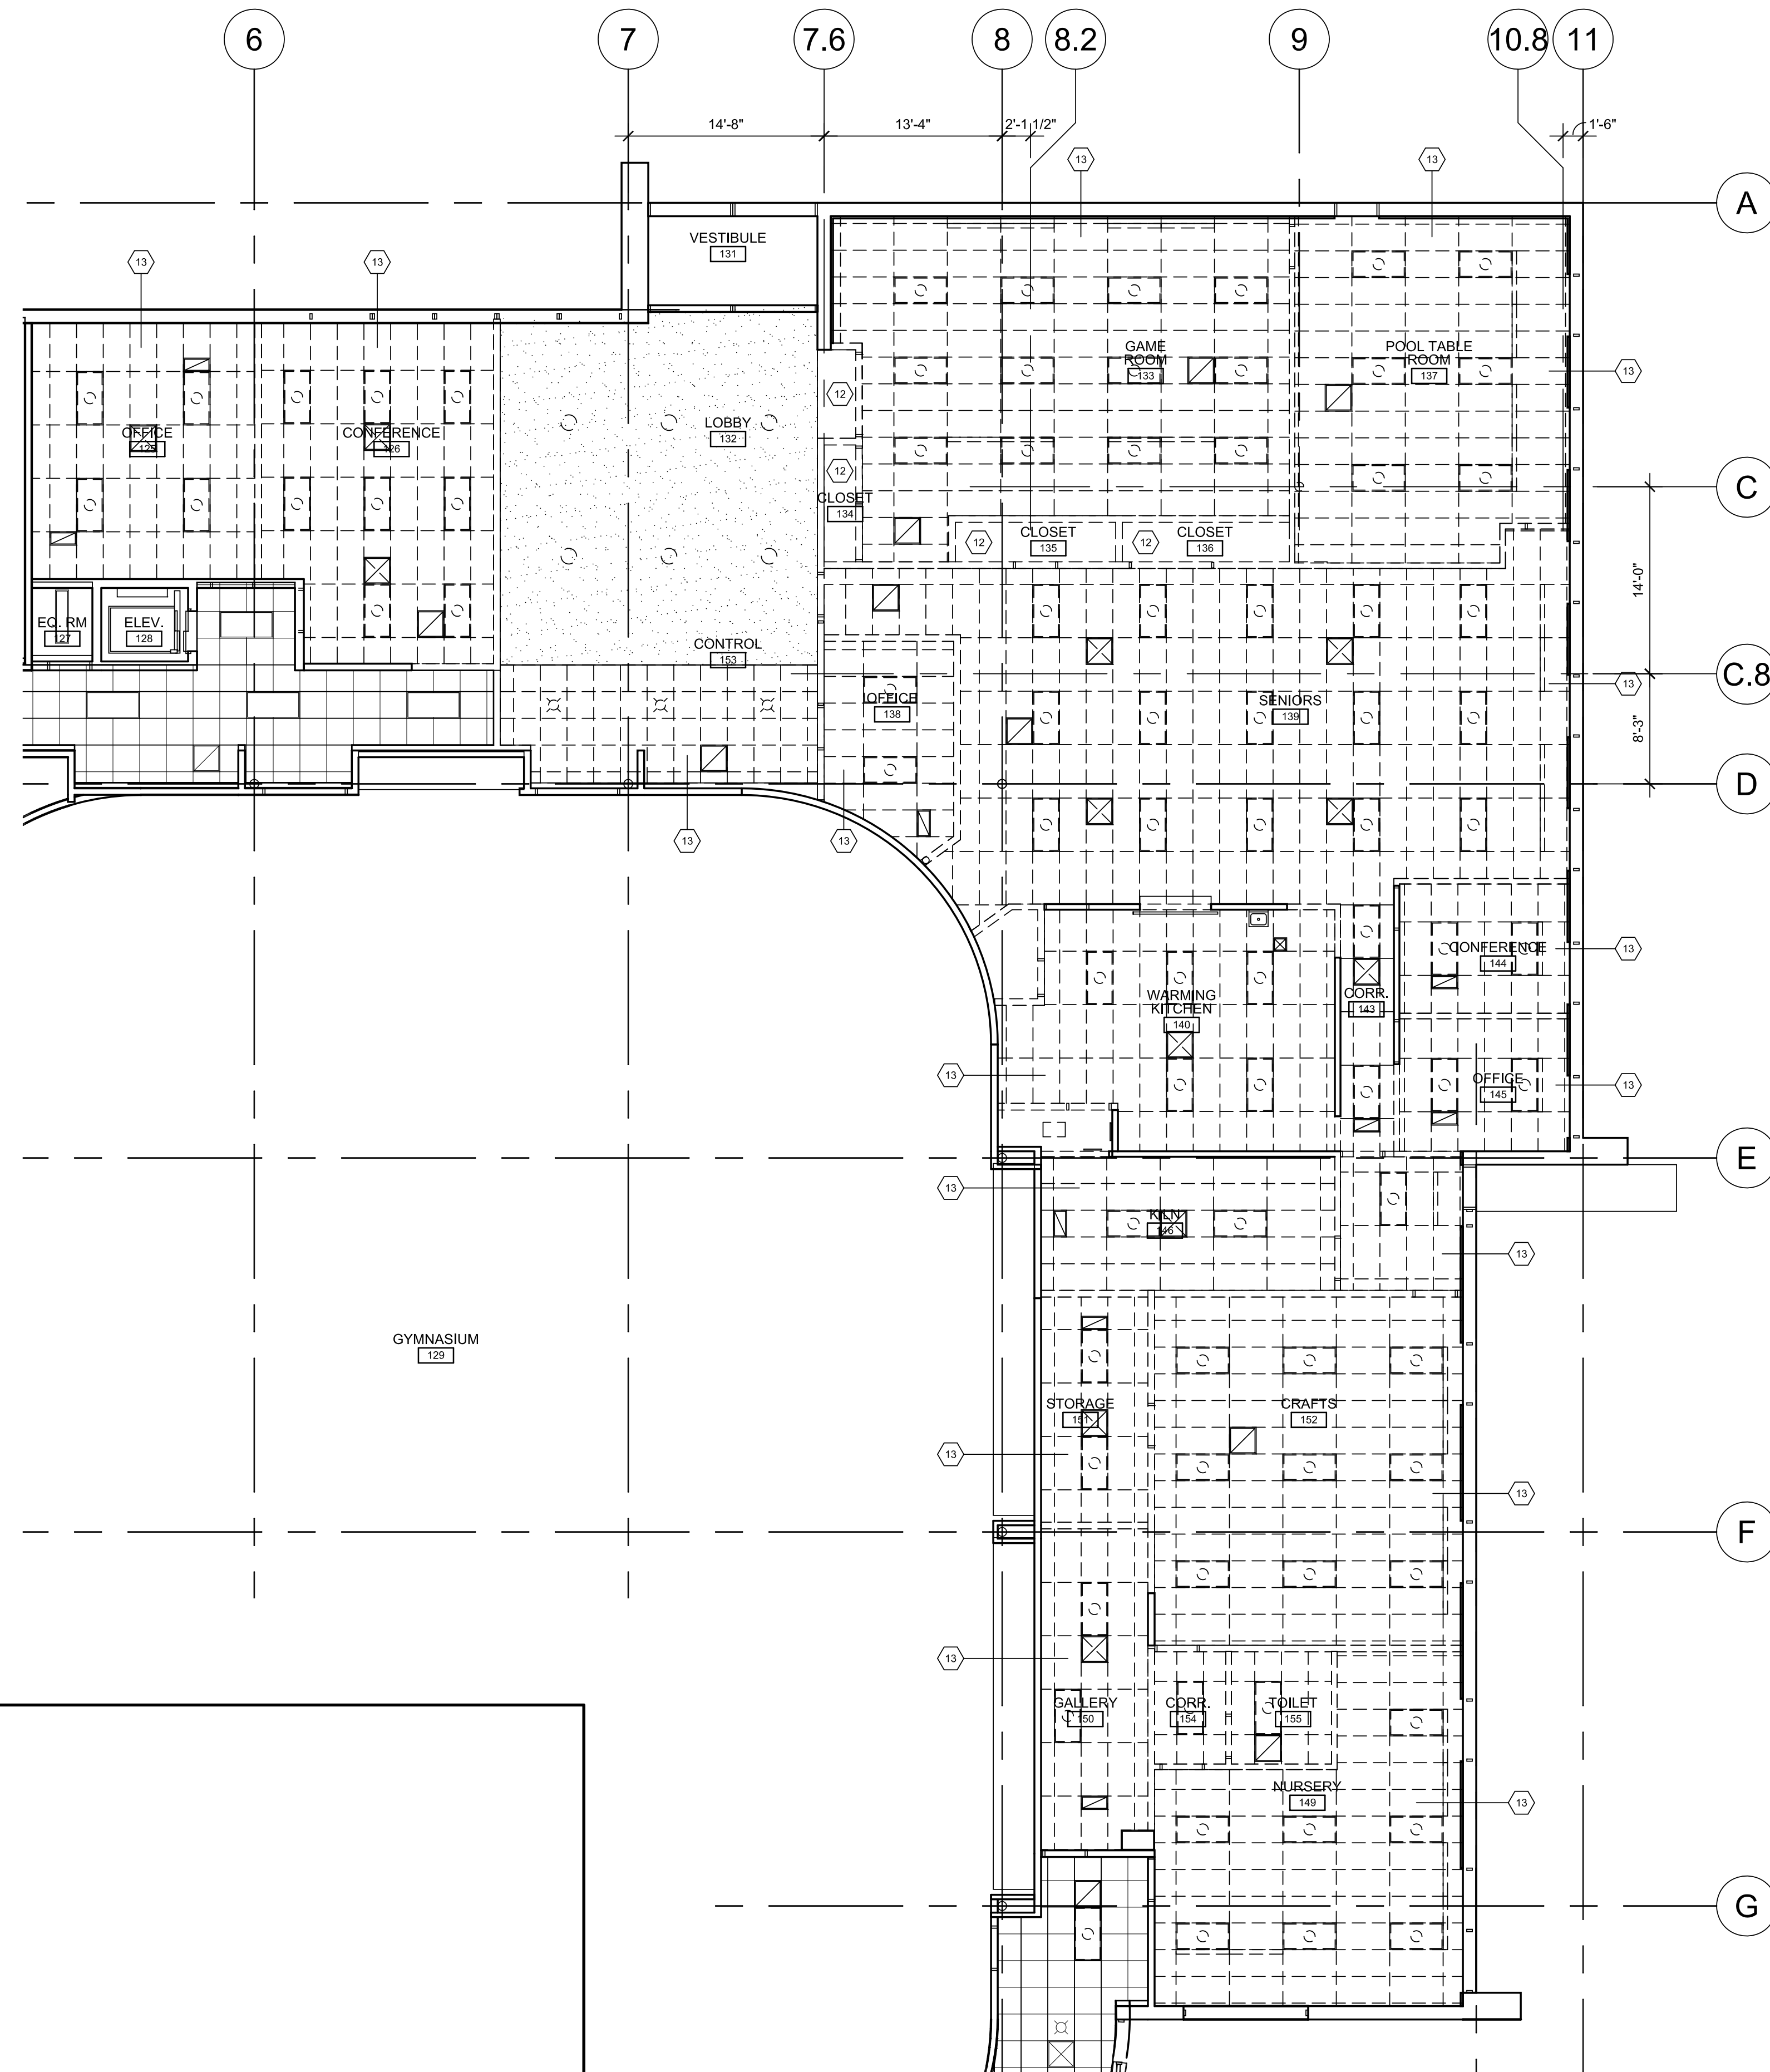 6
7
7.6
8
8.2
9
10.8
11
14'-8"
13'-4"
2'-1 1/2"
1'-6"
13
13
A
VESTIBULE
131
13
13
GAME
ROOM
133
POOL TABLE
ROOM
137
13
12
LOBBY
132
OFFICE
125
CONFERENCE
126
12
C
CLOSET
134
CLOSET
135
CLOSET
136
12
12
14'-0"
EQ. RM
127
ELEV.
128
CONTROL
153
C.8
13
OFFICE
138
SENIORS
139
8'-3"
D
13
13
CONFERENCE
144
13
WARMING
KITCHEN
140
CORR.
143
13
OFFICE
145
13
E
13
KILN
146
13
GYMNASIUM
129
STORAGE
151
CRAFTS
152
13
13
F
13
GALLERY
150
CORR.
154
TOILET
155
NURSERY
149
13
G